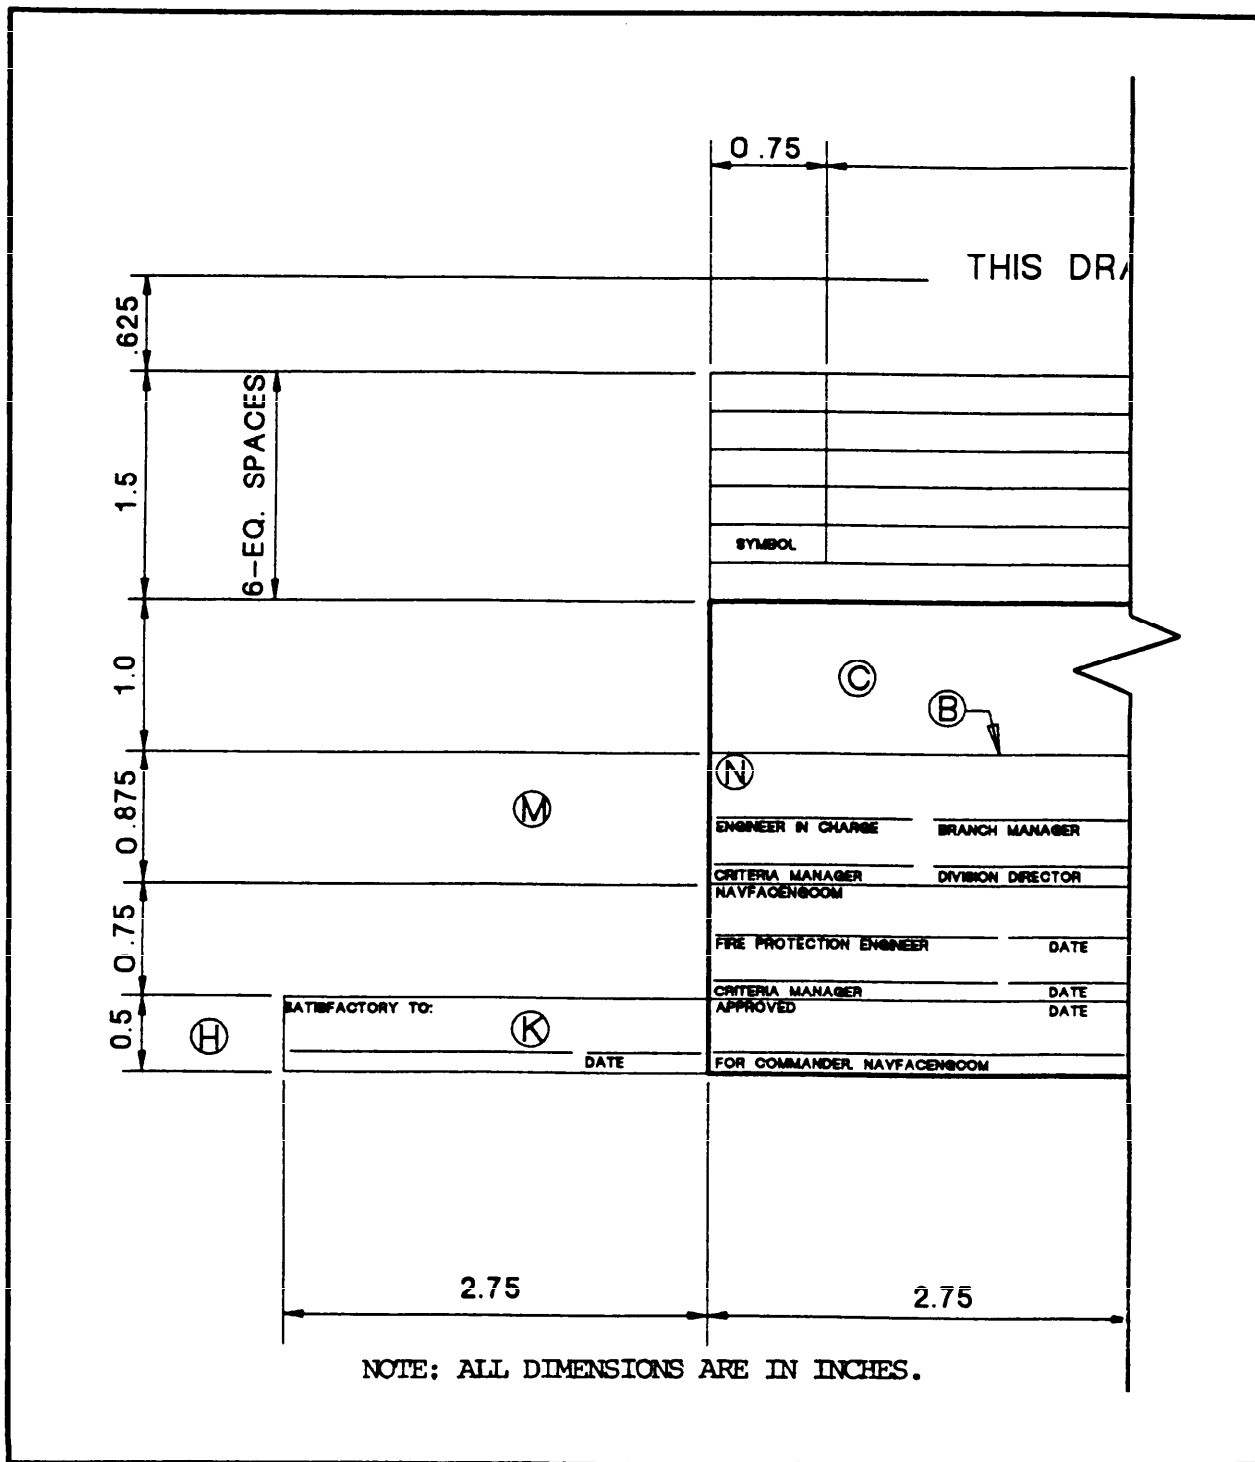 0.75
THIS DRA
.625
6-EQ. SPACES
1.5
SYMBOL
1.0
C
B
N
0.875
M
ENGINEER IN CHARGE BRANCH MANAGER
CRITERIA MANAGER DIVISION DIRECTOR
NAVFACENGCOM
0.75
FIRE PROTECTION ENGINEER DATE
CRITERIA MANAGER DATE
0.5
H
SATISFACTORY TO:
K
APPROVED DATE
DATE
FOR COMMANDER NAVFACENGCOM
2.75
2.75
NOTE: ALL DIMENSIONS ARE IN INCHES.